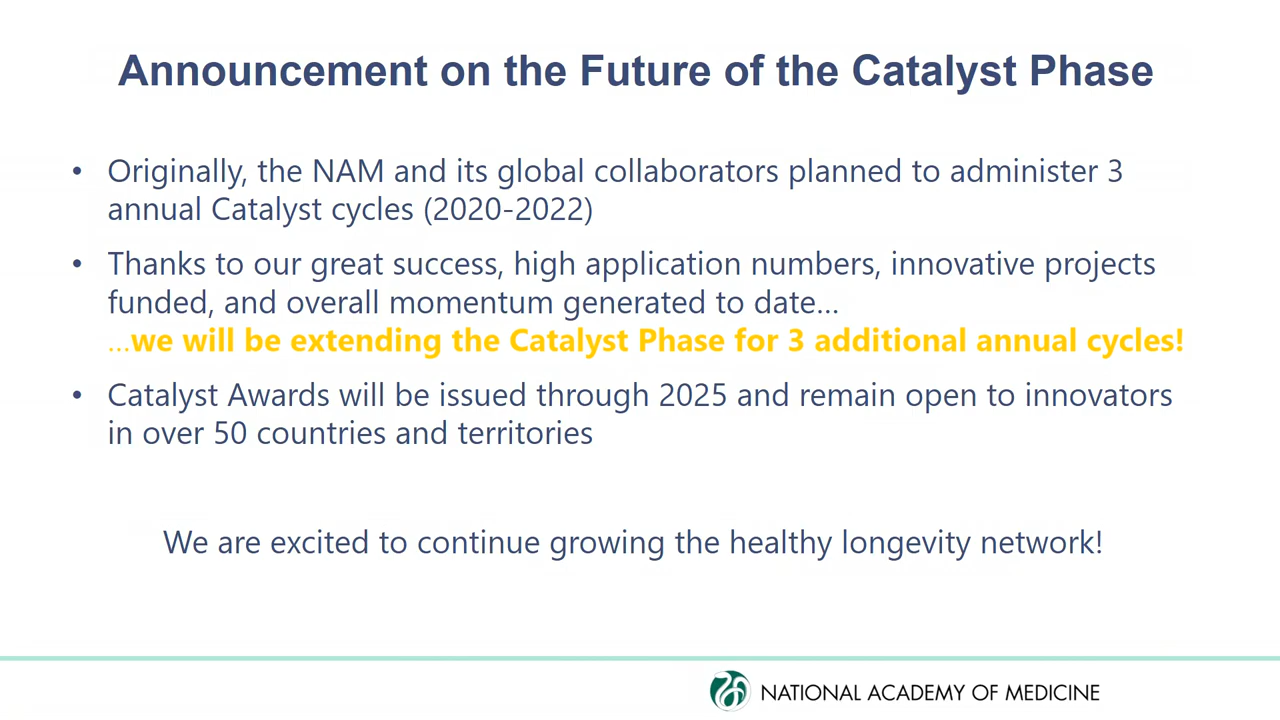 Announcement on the Future of the Catalyst Phase
• Originally, the NAM and its global collaborators planned to administer 3
annual Catalyst cycles (2020-2022)
• Thanks to our great success, high application numbers, innovative projects
funded, and overall momentum generated to date…
…we will be extending the Catalyst Phase for 3 additional annual cycles!
• Catalyst Awards will be issued through 2025 and remain open to innovators
in over 50 countries and territories
We are excited to continue growing the healthy longevity network!
NATIONAL ACADEMY OF MEDICINE